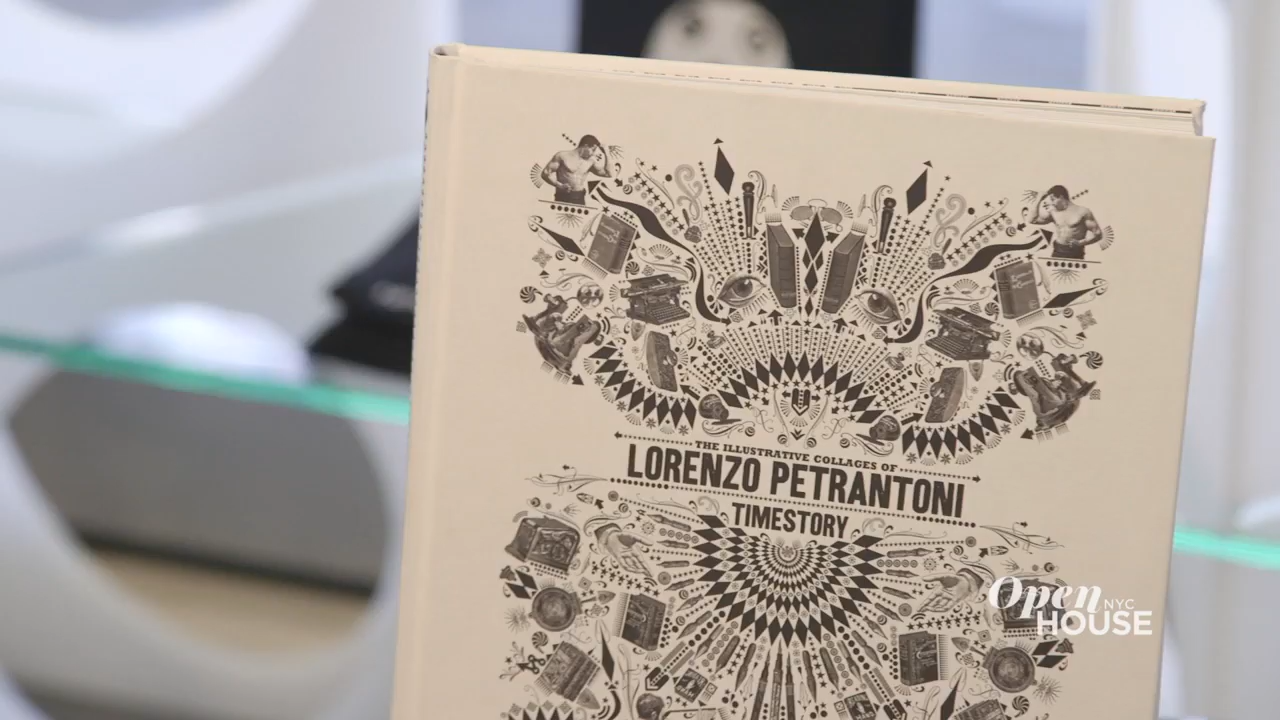 THE ILLUSTRATIVE COLLAGES OF
LORENZO PETRANTONI
TIMESTORY
Open NYC
HOUSE